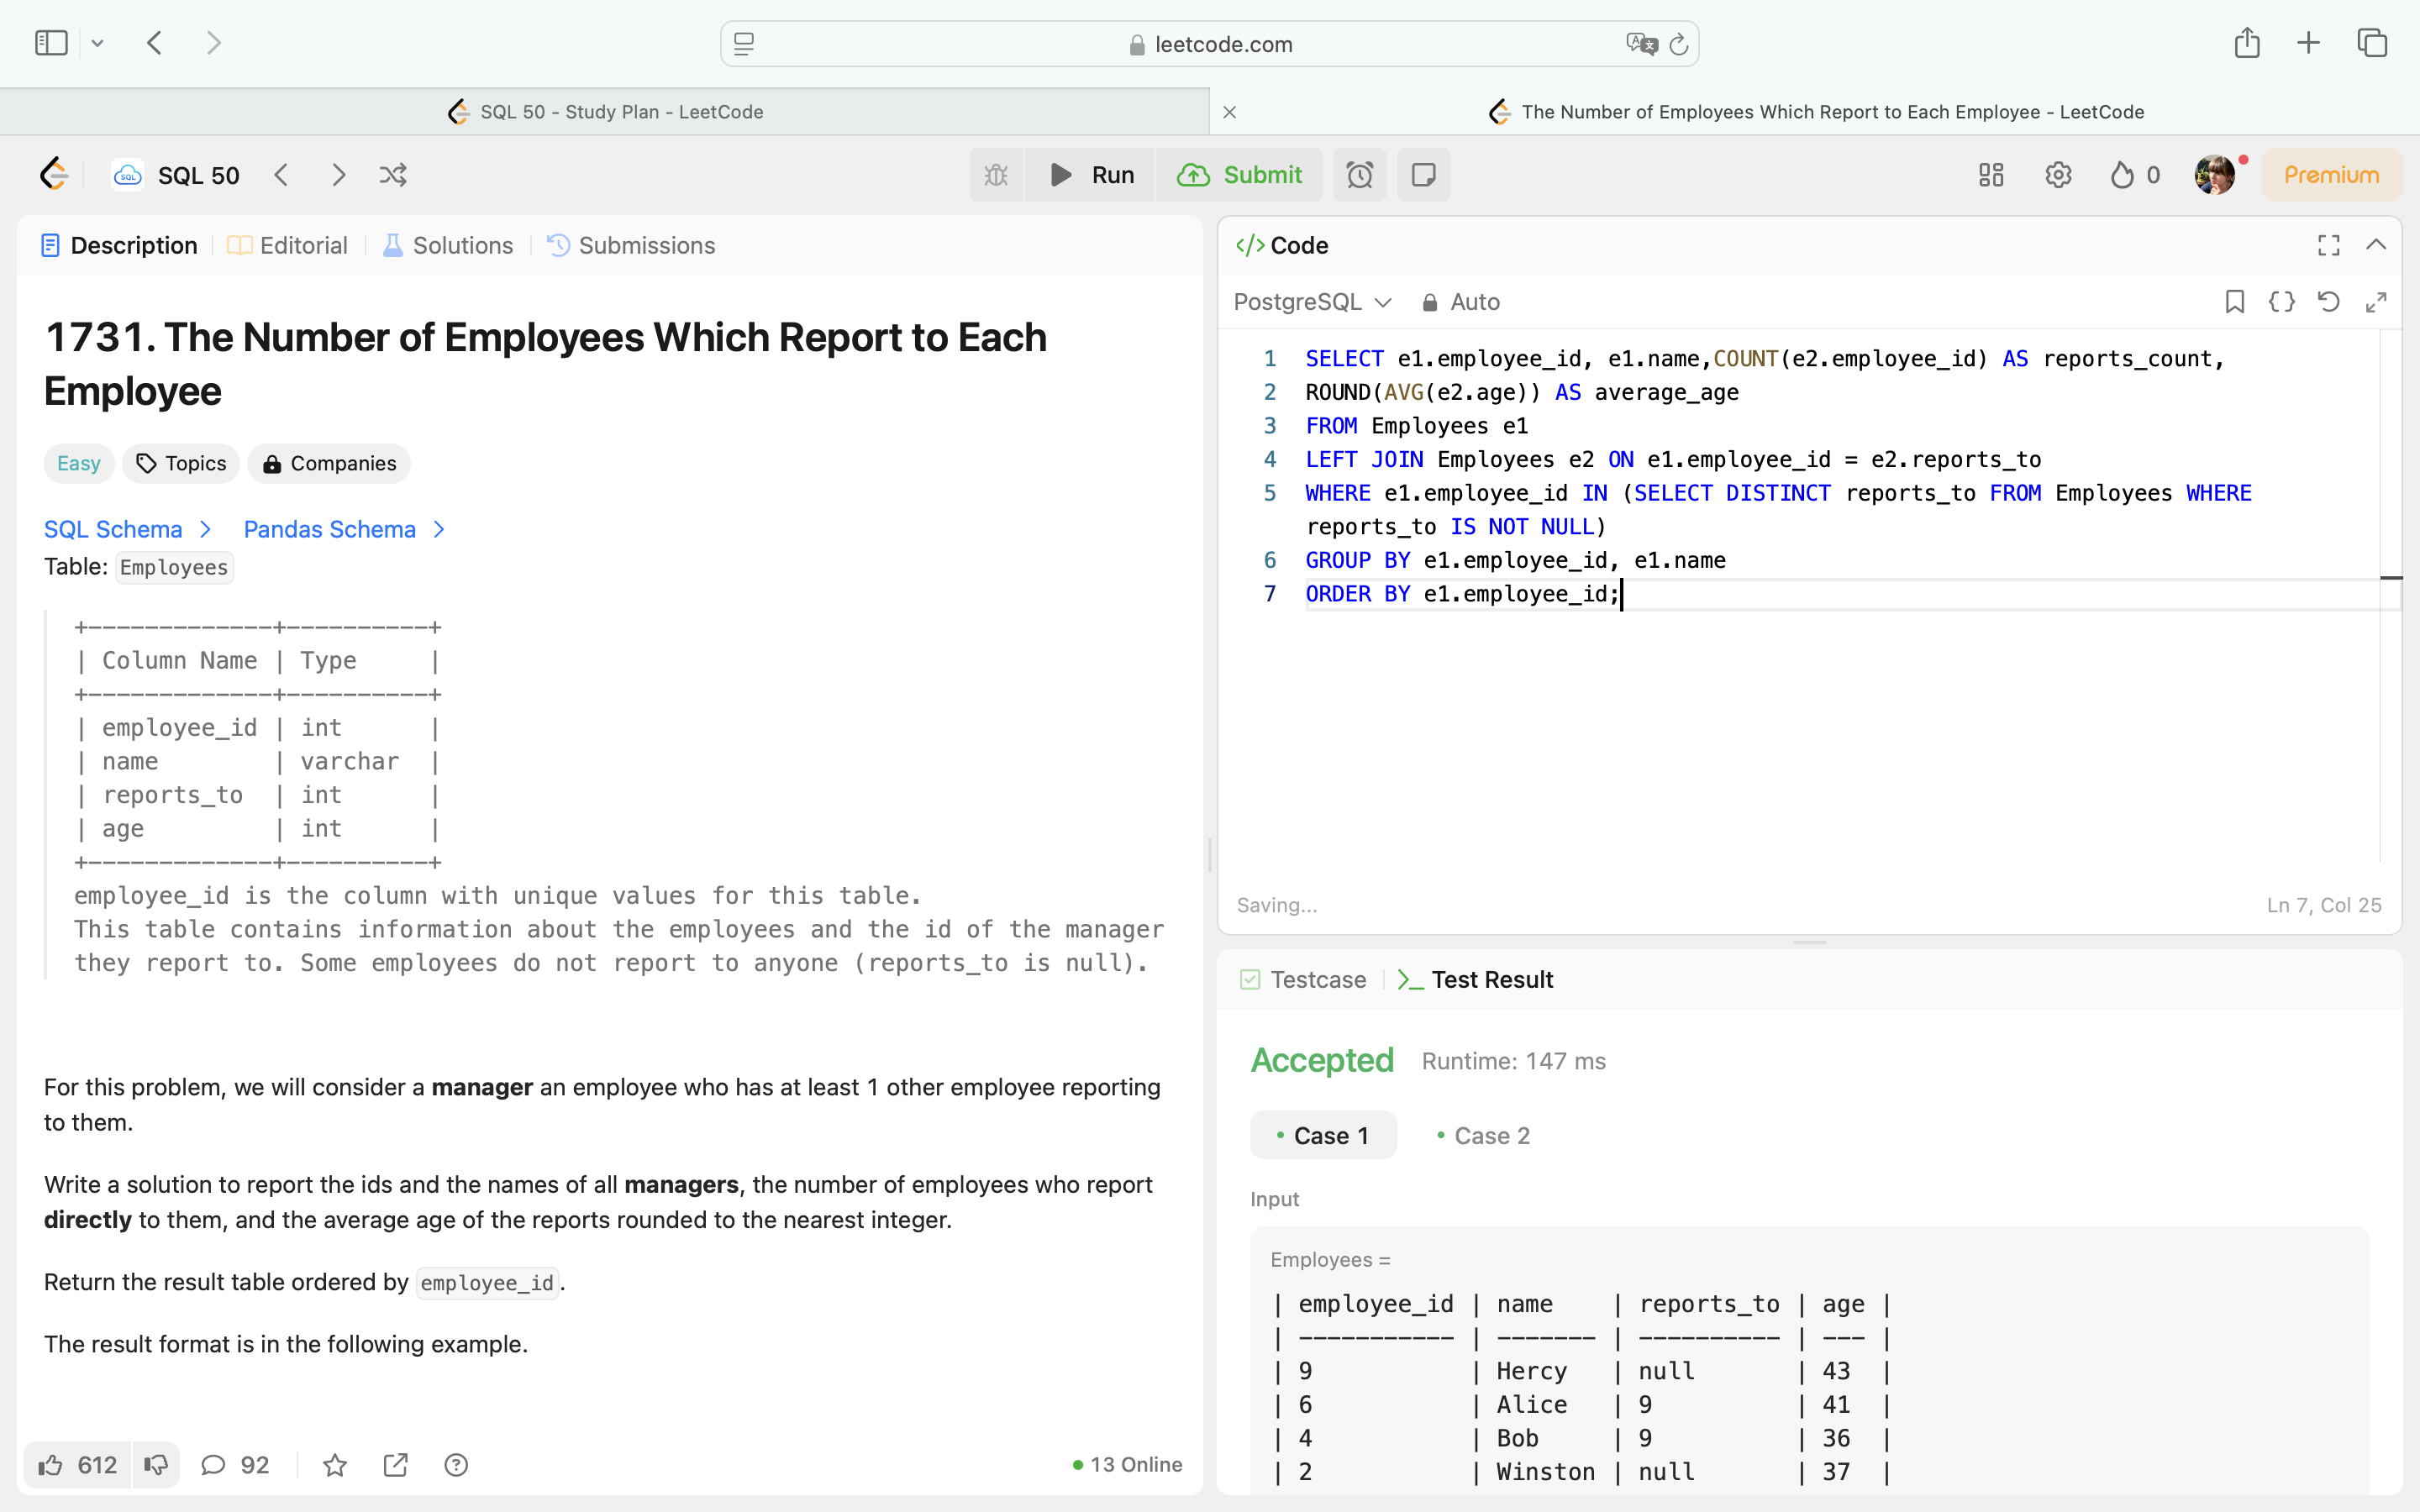 leetcode.com
SQL 50 - Study Plan - LeetCode
The Number of Employees Which Report to Each Employee - LeetCode
SQL 50
Run
Submit
0
Premium
Description
Editorial
Solutions
Submissions
1731. The Number of Employees Which Report to Each
Employee
Easy
Topics
Companies
SQL Schema
Pandas Schema
Table: Employees
+-------------+----------+
| Column Name | Type     |
+-------------+----------+
| employee_id | int      |
| name        | varchar  |
| reports_to  | int      |
| age         | int      |
+-------------+----------+
employee_id is the column with unique values for this table.
This table contains information about the employees and the id of the manager
they report to. Some employees do not report to anyone (reports_to is null).
For this problem, we will consider a manager an employee who has at least 1 other employee reporting
to them.
Write a solution to report the ids and the names of all managers, the number of employees who report
directly to them, and the average age of the reports rounded to the nearest integer.
Return the result table ordered by employee_id.
The result format is in the following example.
612
92
13 Online
Code
PostgreSQL
Auto
1 SELECT e1.employee_id, e1.name,COUNT(e2.employee_id) AS reports_count,
2 ROUND(AVG(e2.age)) AS average_age
3 FROM Employees e1
4 LEFT JOIN Employees e2 ON e1.employee_id = e2.reports_to
5 WHERE e1.employee_id IN (SELECT DISTINCT reports_to FROM Employees WHERE
reports_to IS NOT NULL)
6 GROUP BY e1.employee_id, e1.name
7 ORDER BY e1.employee_id;
Saving...
Ln 7, Col 25
Testcase
Test Result
Accepted
Runtime: 147 ms
Case 1
Case 2
Input
Employees =
| employee_id | name    | reports_to | age |
| ----------- | ------- | ---------- | --- |
| 9           | Hercy   | null       | 43  |
| 6           | Alice   | 9          | 41  |
| 4           | Bob     | 9          | 36  |
| 2           | Winston | null       | 37  |